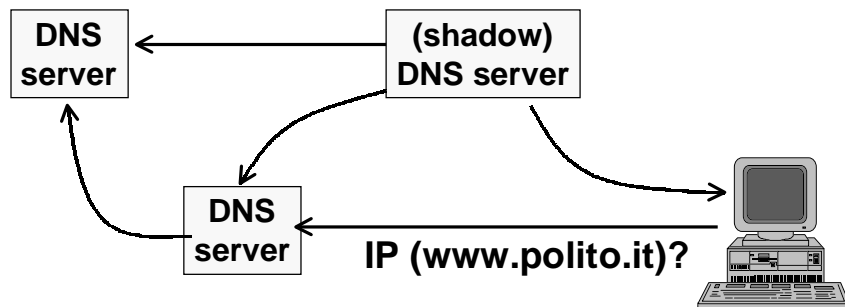 DNS
server
(shadow)
DNS server
DNS
server
IP (www.polito.it)?